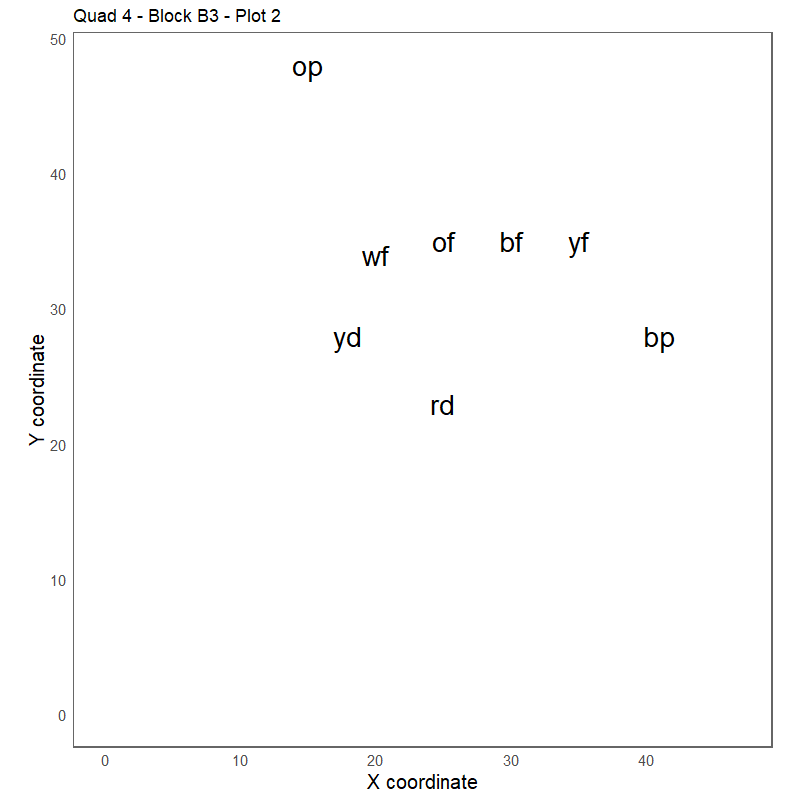 Quad 4 - Block B3 - Plot 2
50
op
40
wf of bf yf
30
yd bp
rd
20
10
0
Y coordinate
0 10 20 30 40
X coordinate